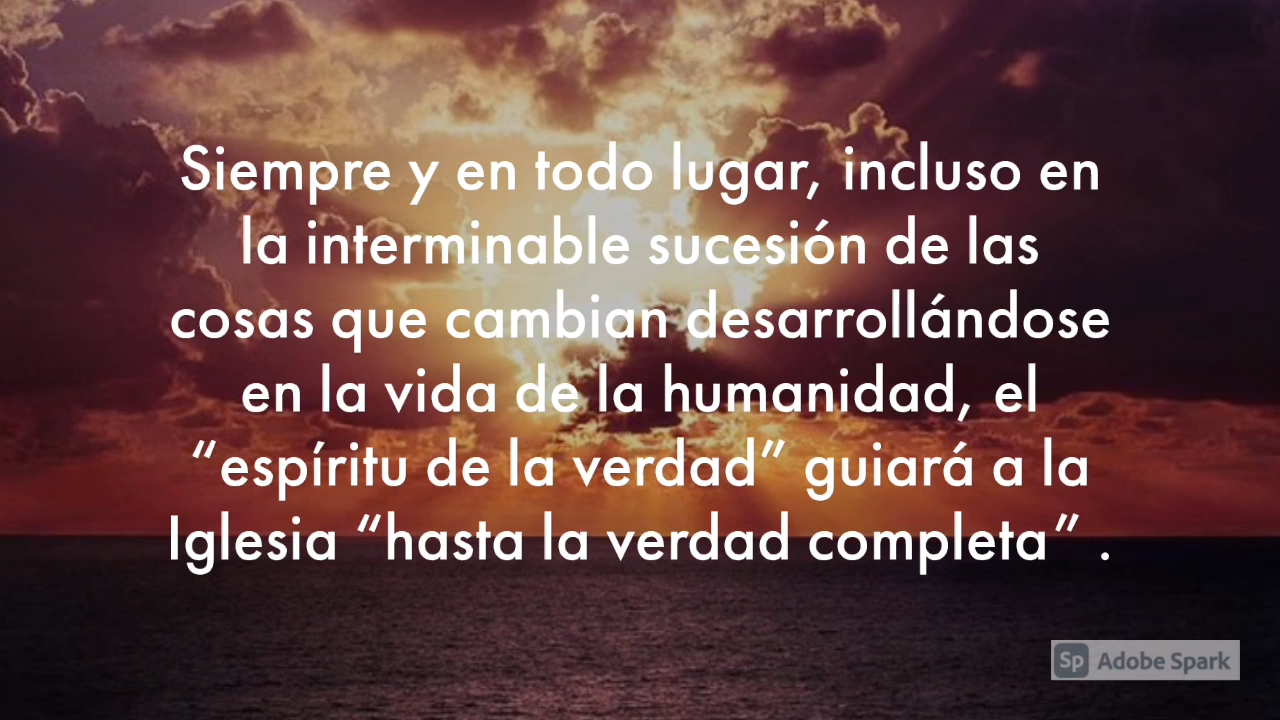 Siempre y en todo lugar, incluso en
la interminable sucesión de las
cosas que cambian desarrollándose
en la vida de la humanidad, el
“espíritu de la verdad” guiará a la
Iglesia “hasta la verdad completa” .
Sp Adobe Spark